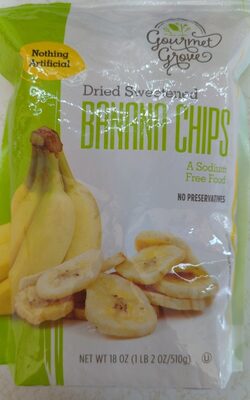 Gourmet
Grove
Nothing
Artificial
Dried Sweetened
BANANA CHIPS
A Sodium
Free Food
NO PRESERVATIVES
NET WT 18 OZ (1 LB 2 OZ/510g)
U